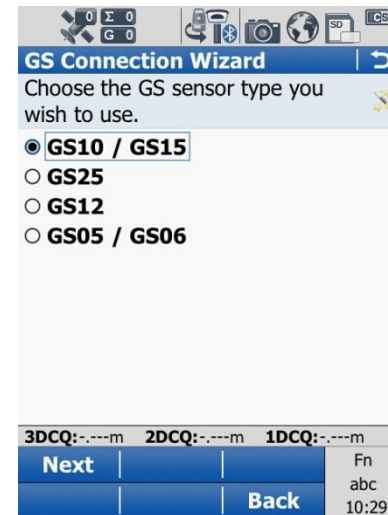 0 Σ 0
G 0
SD
CS
GS Connection Wizard
Choose the GS sensor type you
wish to use.
GS10 / GS15
GS25
GS12
GS05 / GS06
3DCQ:-.---m 2DCQ:-.---m 1DCQ:-.---m
Next Fn
abc
Back 10:29